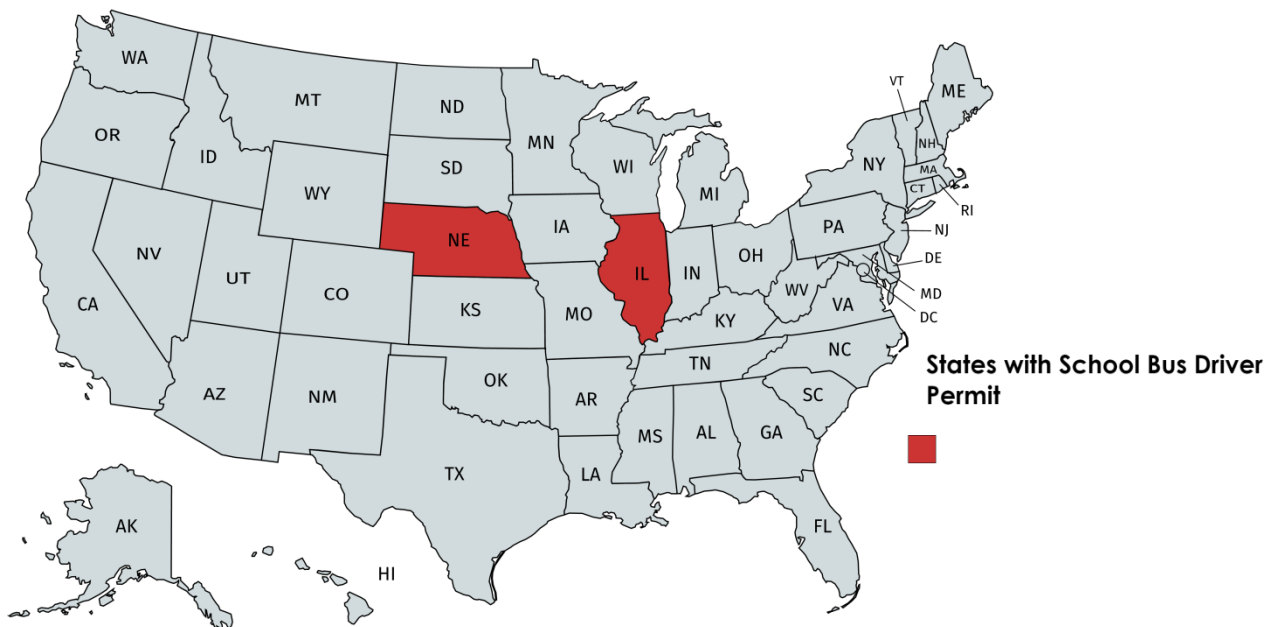 WA
MT
ND
MN
VT
ME
OR
ID
SD
WI
MI
NY
NH
MA
CT
RI
WY
NE
IA
PA
NJ
NV
UT
CO
IL
IN
OH
DE
MD
DC
CA
KS
MO
WV
VA
KY
NC
TN
AZ
NM
OK
AR
SC
MS
AL
GA
TX
LA
FL
AK
HI
States with School Bus Driver
Permit